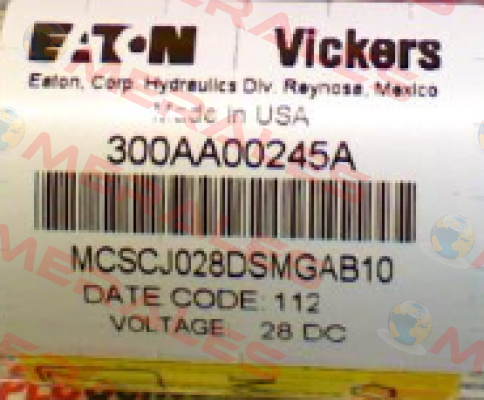 EATON Vickers
Eaton, Corp. Hydraulics Div. Reynosa, Mexico
Made in USA
300AA00245A
MCSCJ028DSMGAB10
DATE CODE: 112
VOLTAGE: 28 DC
MERALES